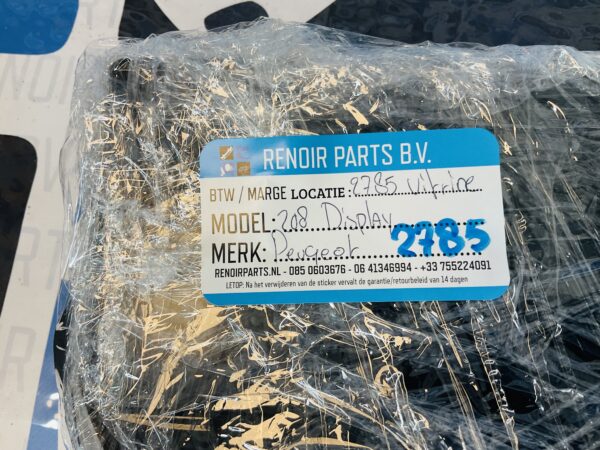 RENOIR PARTS B.V.
BTW / MARGE LOCATIE: 2785 vitrine
MODEL: 208 Display
MERK: Peugeot 2785
RENOIRPARTS.NL - 085 0603676 - 06 41346994 - +33 755224091
LETOP: Na het verwijderen van de sticker vervalt de garantie/retourbeleid van 14 dagen
RENOIR